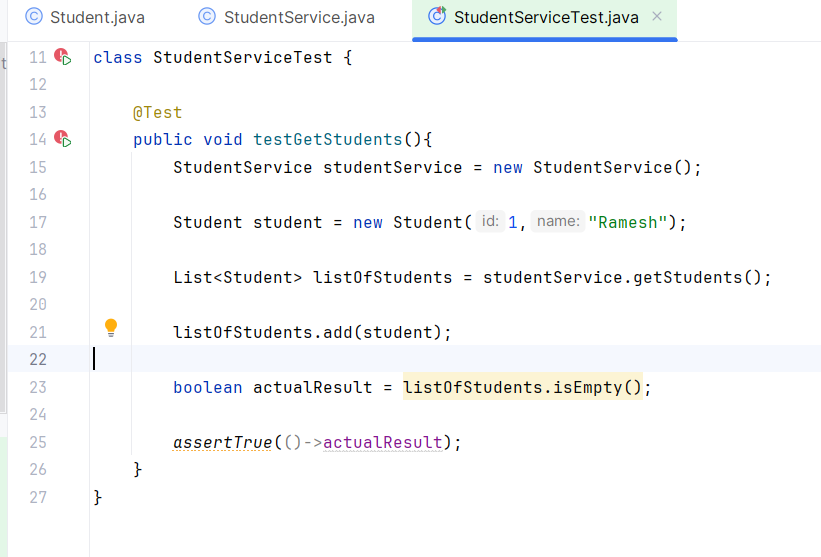 Student.java StudentService.java StudentServiceTest.java
t
11 class StudentServiceTest {
12
13 @Test
14 public void testGetStudents(){
15 StudentService studentService = new StudentService();
16
17 Student student = new Student( id: 1, name: "Ramesh");
18
19 List<Student> listOfStudents = studentService.getStudents();
20
21 listOfStudents.add(student);
22
23 boolean actualResult = listOfStudents.isEmpty();
24
25 assertTrue(()->actualResult);
26 }
27 }